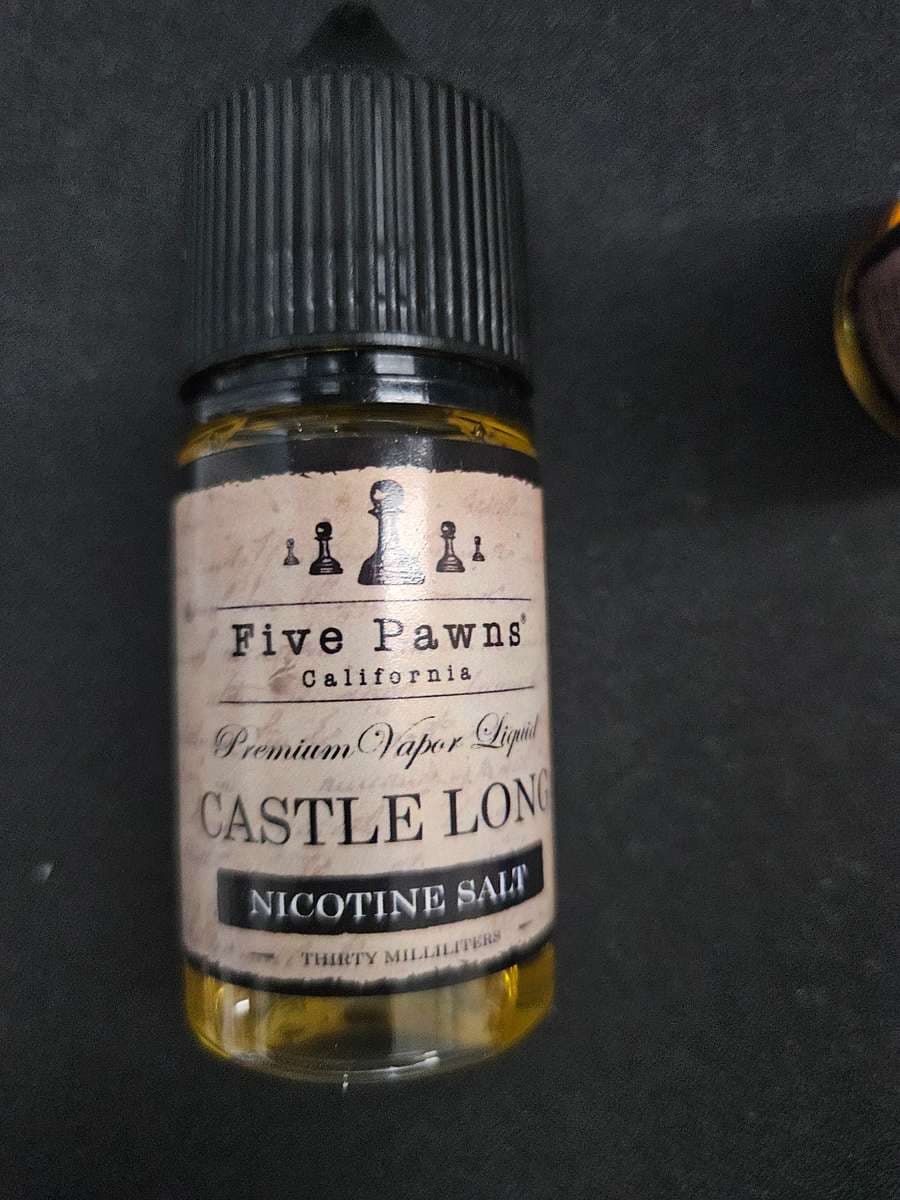 Five Pawns®
California
Premium Vapor Liquid
CASTLE LONG
NICOTINE SALT
THIRTY MILLILITERS